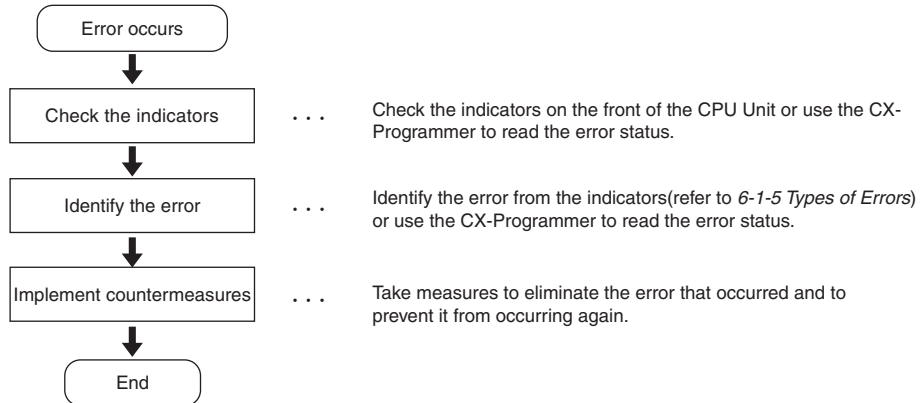 Error occurs
Check the indicators
. . .
Check the indicators on the front of the CPU Unit or use the CX-
Programmer to read the error status.
Identify the error
. . .
Identify the error from the indicators(refer to 6-1-5 Types of Errors)
or use the CX-Programmer to read the error status.
Implement countermeasures
. . .
Take measures to eliminate the error that occurred and to
prevent it from occurring again.
End